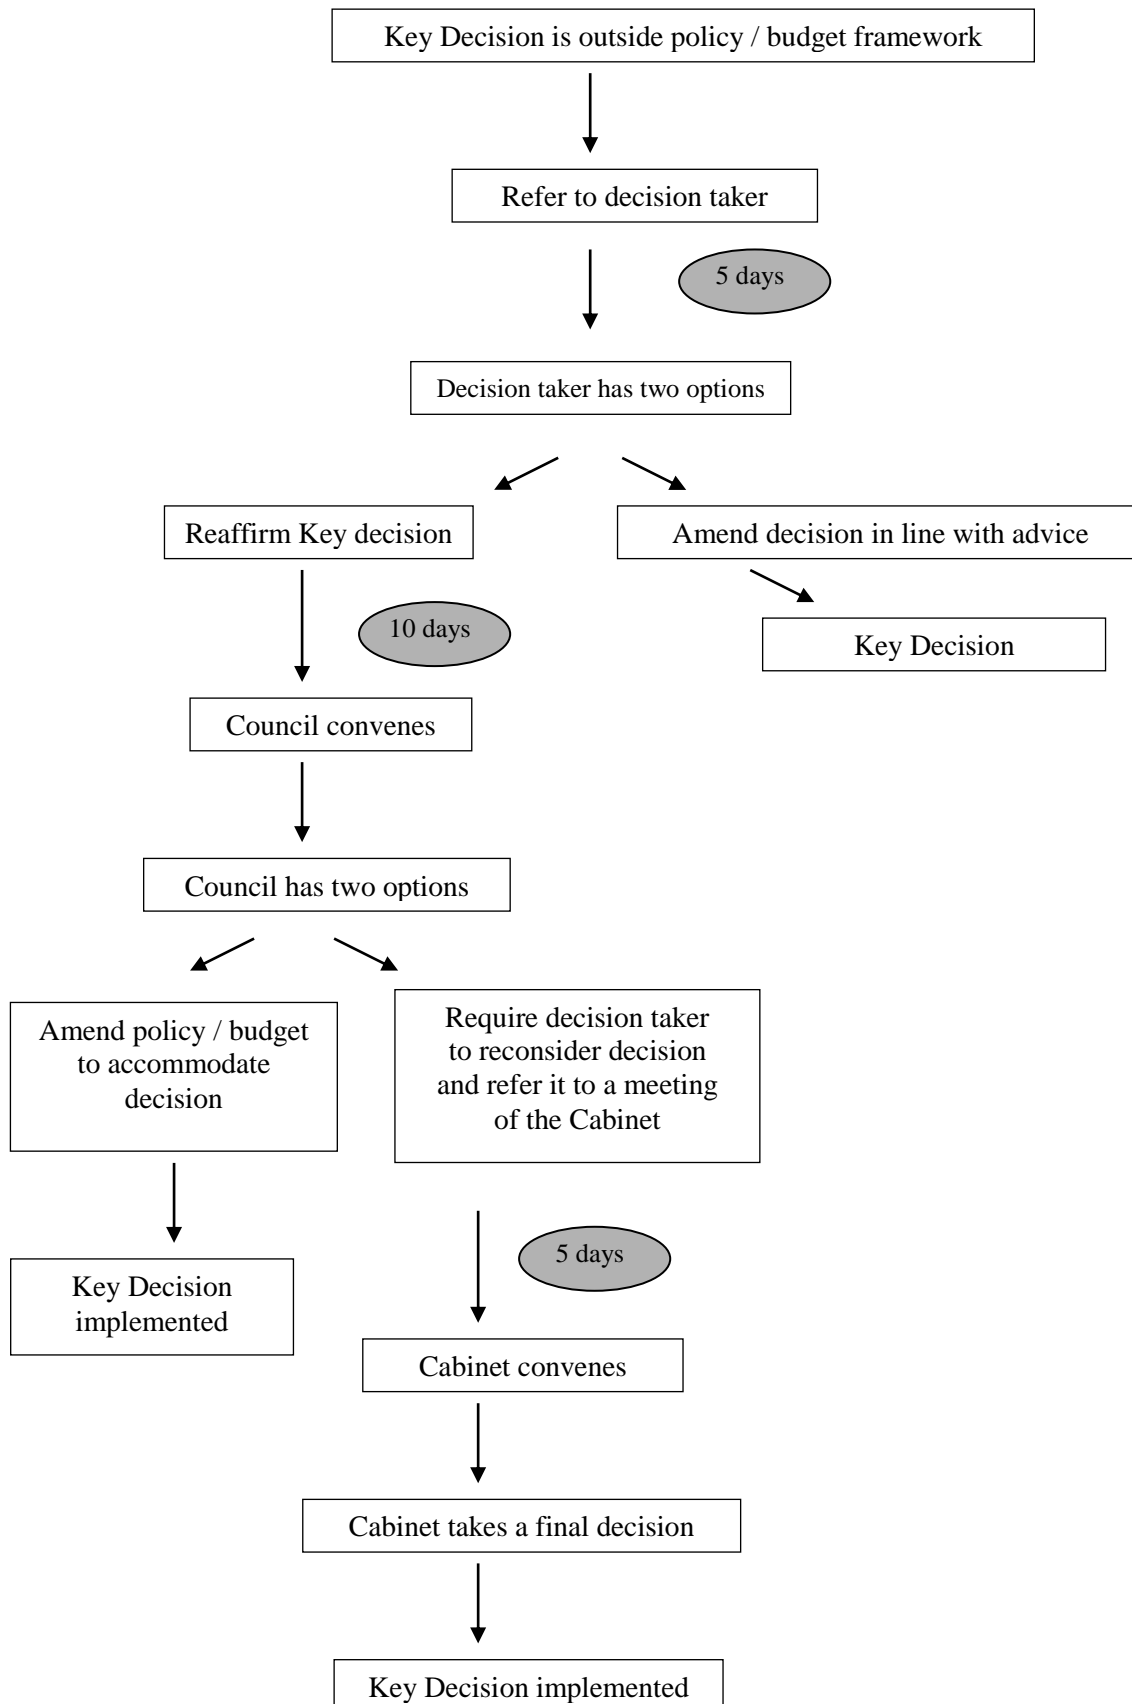 Key Decision is outside policy / budget framework
Refer to decision taker
5 days
Decision taker has two options
Reaffirm Key decision
Amend decision in line with advice
10 days
Key Decision
Council convenes
Council has two options
Amend policy / budget
to accommodate
decision
Require decision taker
to reconsider decision
and refer it to a meeting
of the Cabinet
5 days
Key Decision
implemented
Cabinet convenes
Cabinet takes a final decision
Key Decision implemented